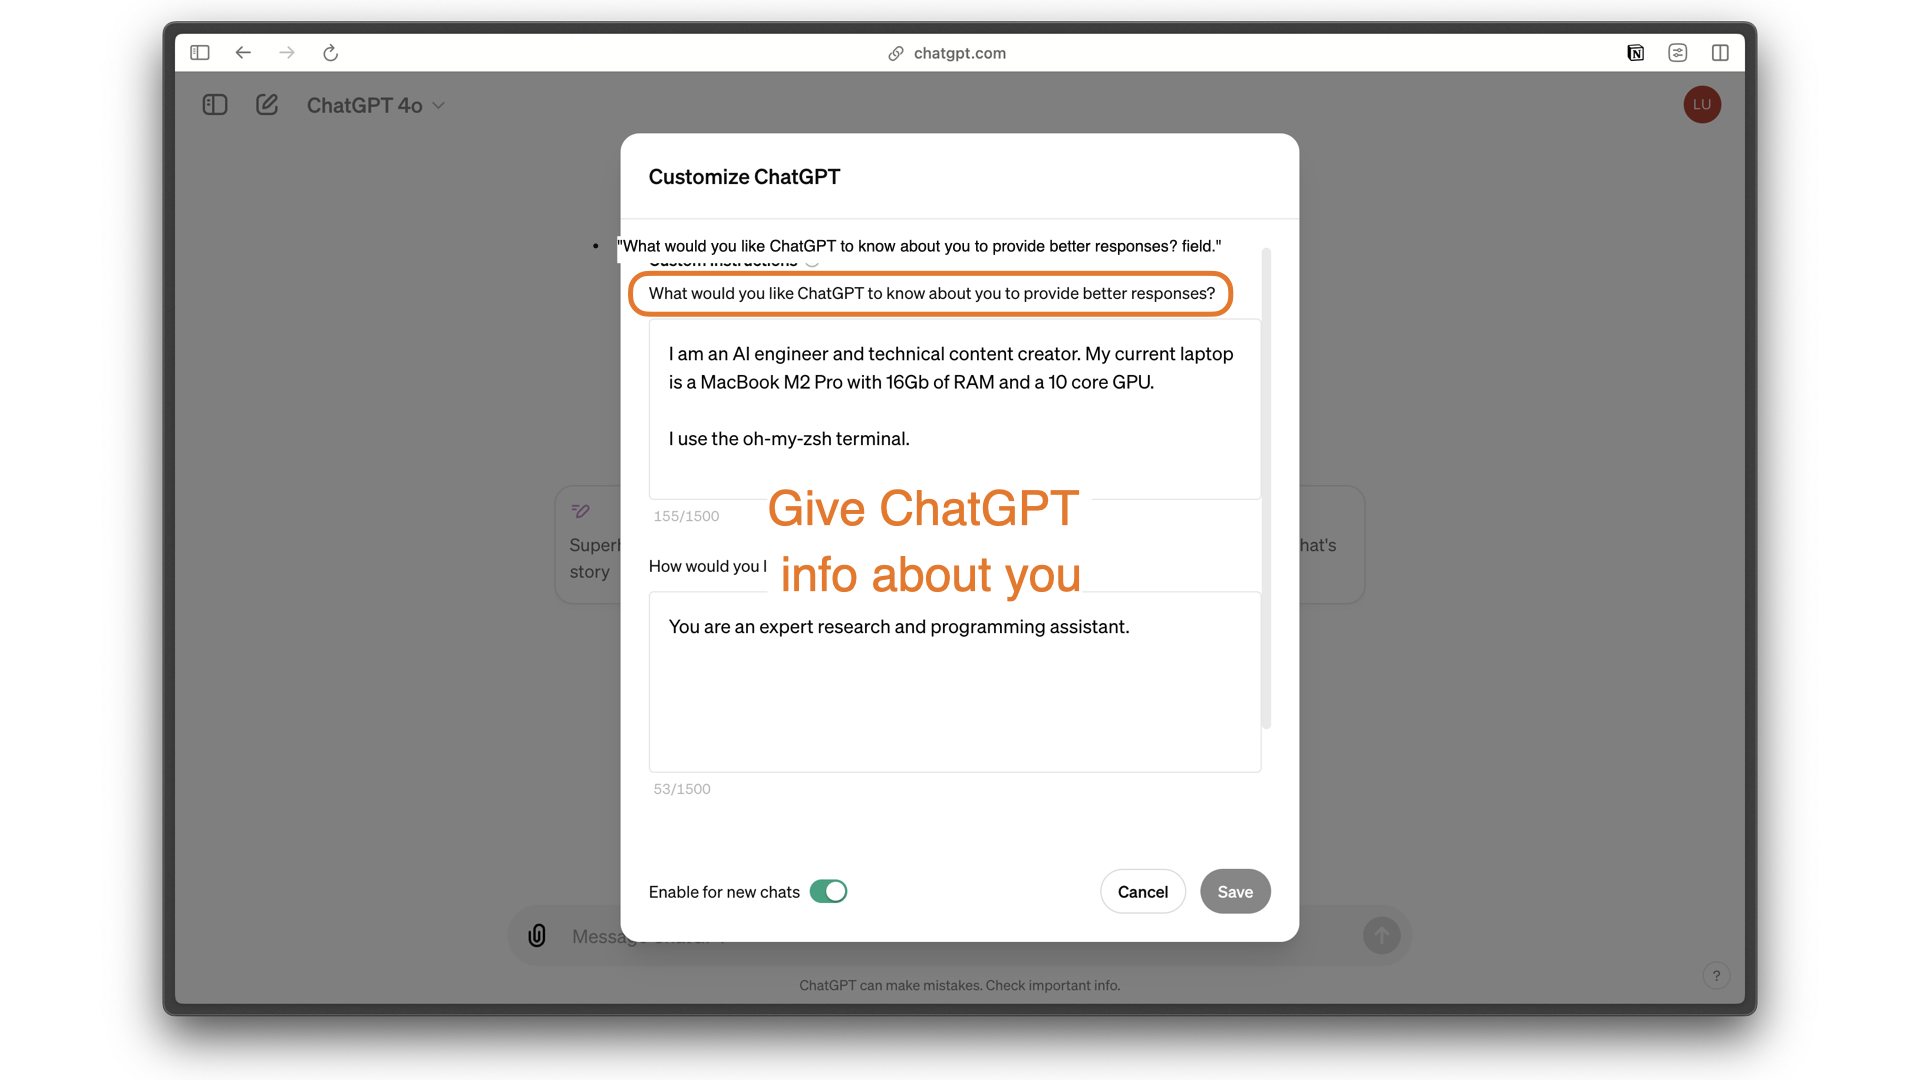 chatgpt.com
ChatGPT 4o
LU
Customize ChatGPT
• "What would you like ChatGPT to know about you to provide better responses? field."
Custom Instructions
What would you like ChatGPT to know about you to provide better responses?
I am an AI engineer and technical content creator. My current laptop
is a MacBook M2 Pro with 16Gb of RAM and a 10 core GPU.
I use the oh-my-zsh terminal.
155/1500
Give ChatGPT
info about you
How would you l
You are an expert research and programming assistant.
53/1500
Superh
story
hat's
Enable for new chats
Cancel
Save
Message
ChatGPT can make mistakes. Check important info.
?